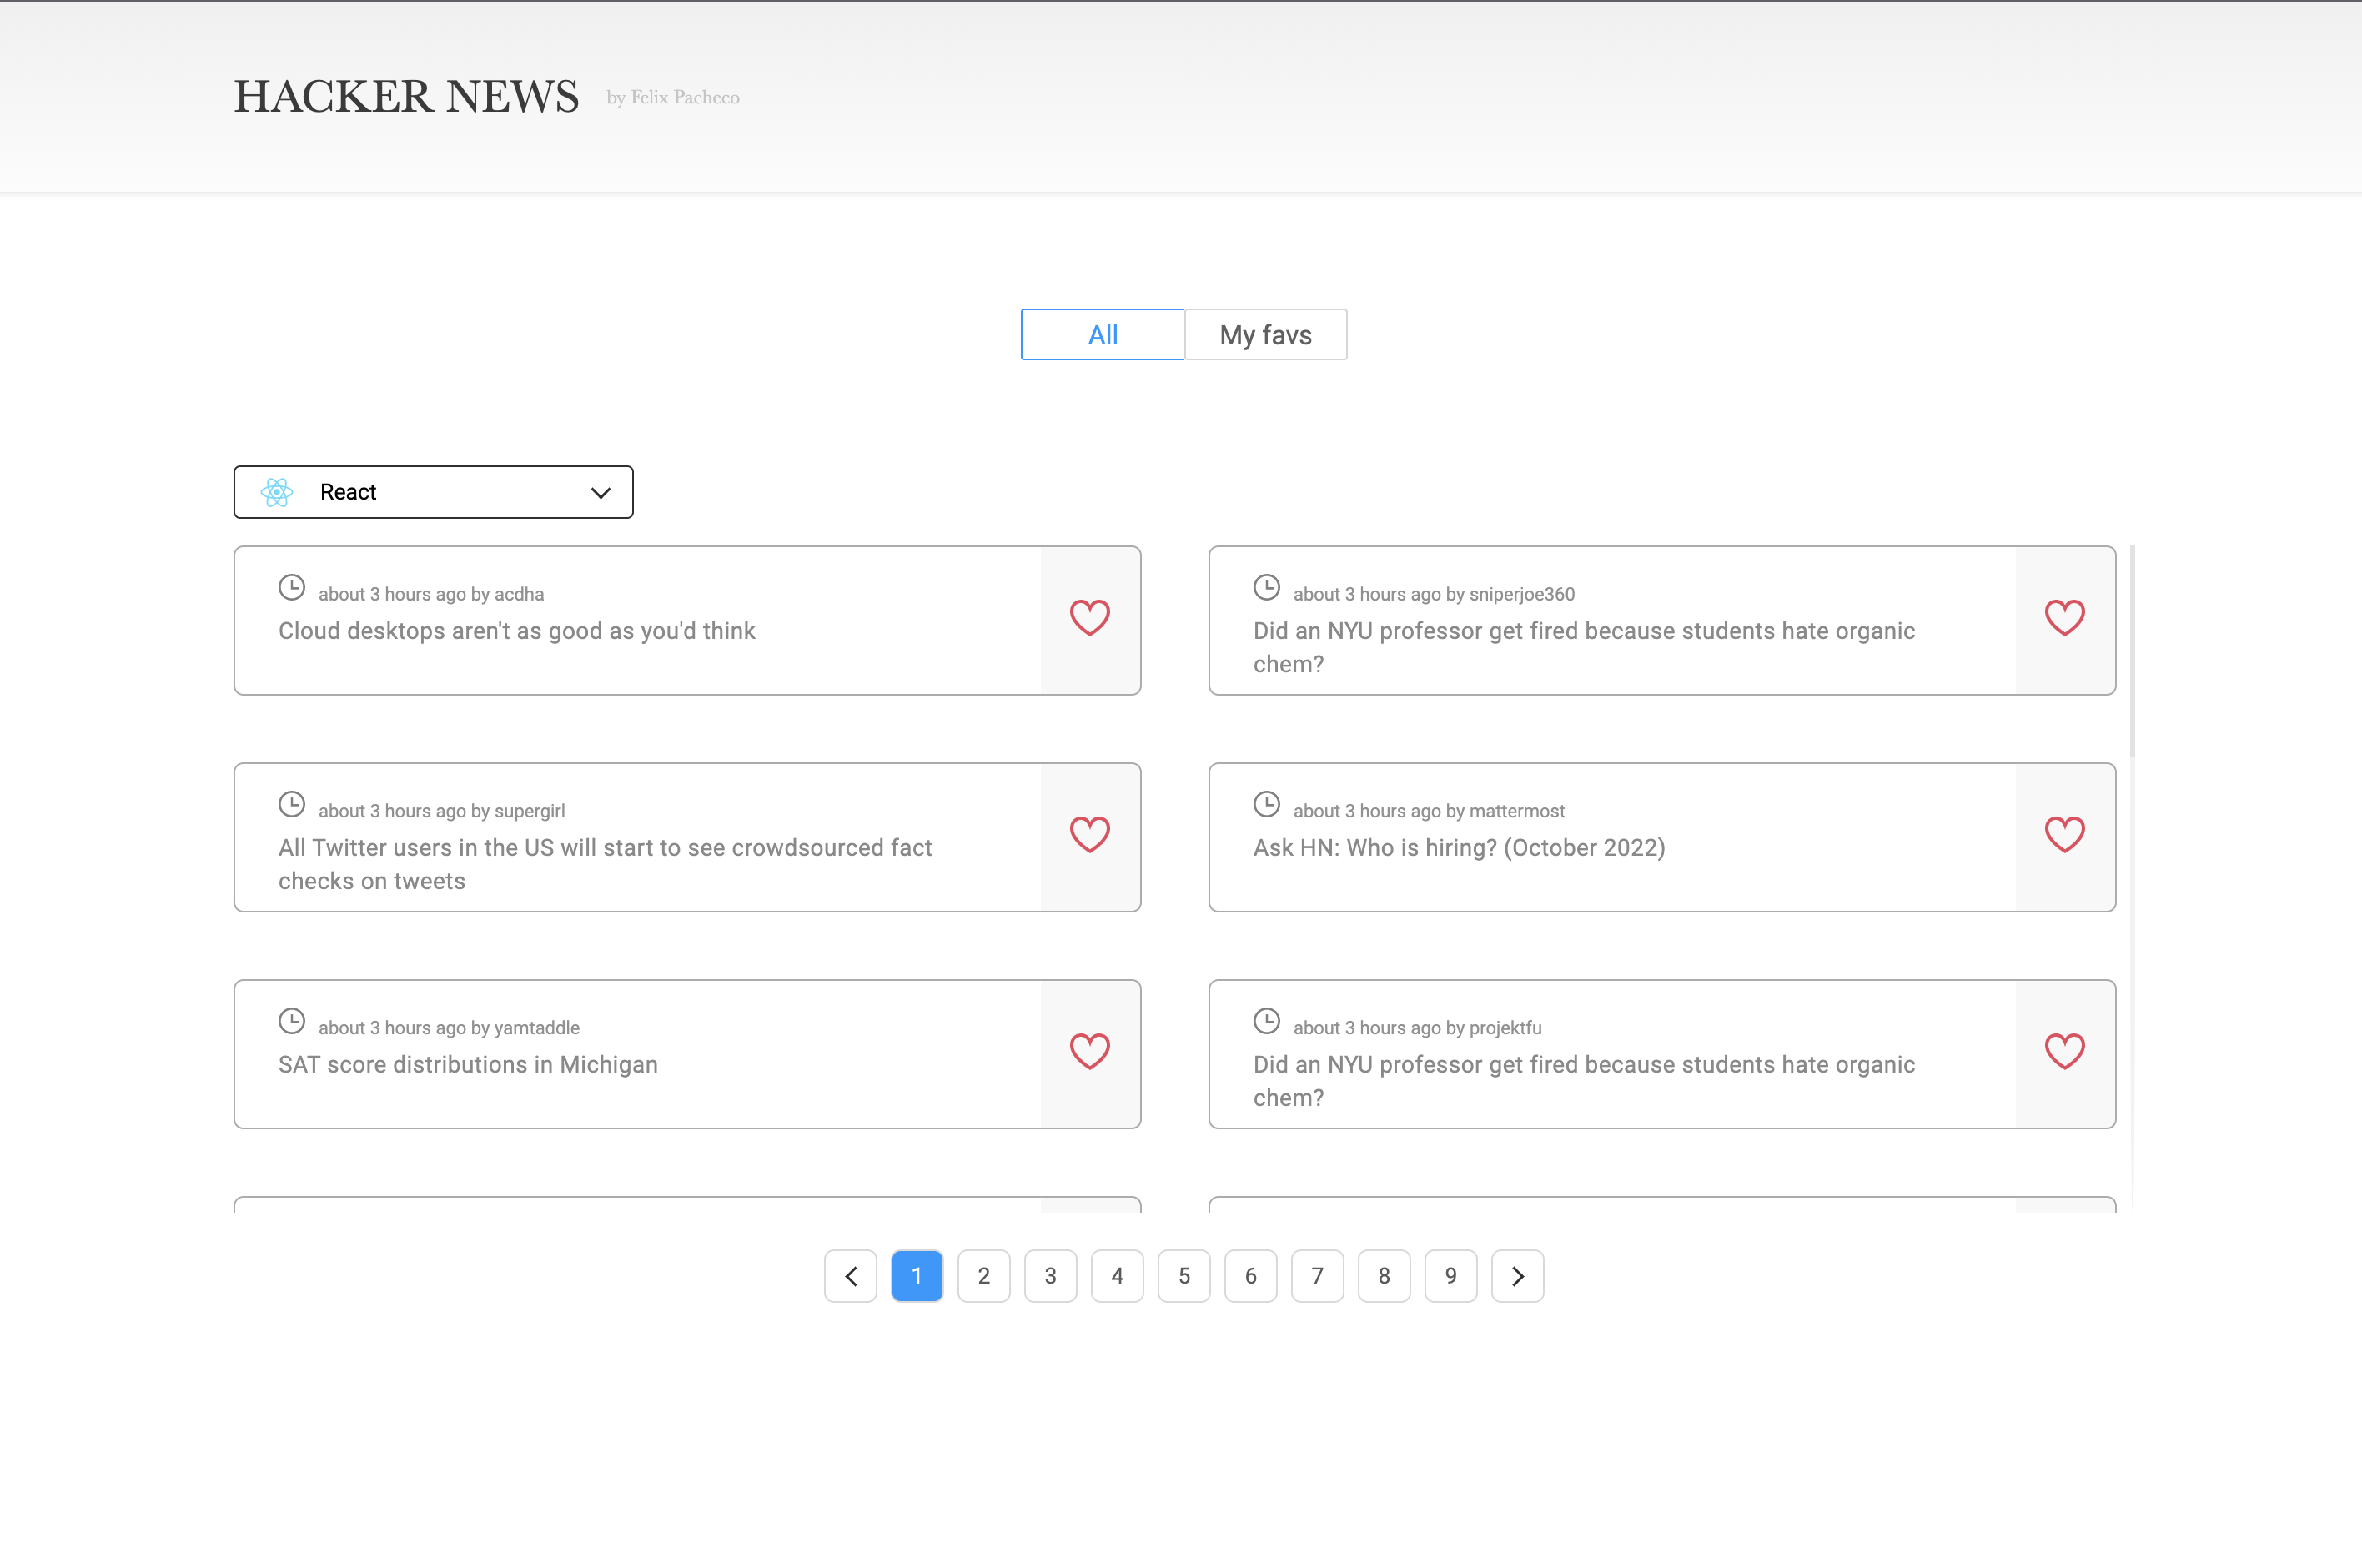 HACKER NEWS by Felix Pacheco
All My favs
React
about 3 hours ago by acdha
Cloud desktops aren't as good as you'd think
about 3 hours ago by sniperjoe360
Did an NYU professor get fired because students hate organic
chem?
about 3 hours ago by supergirl
All Twitter users in the US will start to see crowdsourced fact
checks on tweets
about 3 hours ago by mattermost
Ask HN: Who is hiring? (October 2022)
about 3 hours ago by yamtaddle
SAT score distributions in Michigan
about 3 hours ago by projektfu
Did an NYU professor get fired because students hate organic
chem?
1 2 3 4 5 6 7 8 9